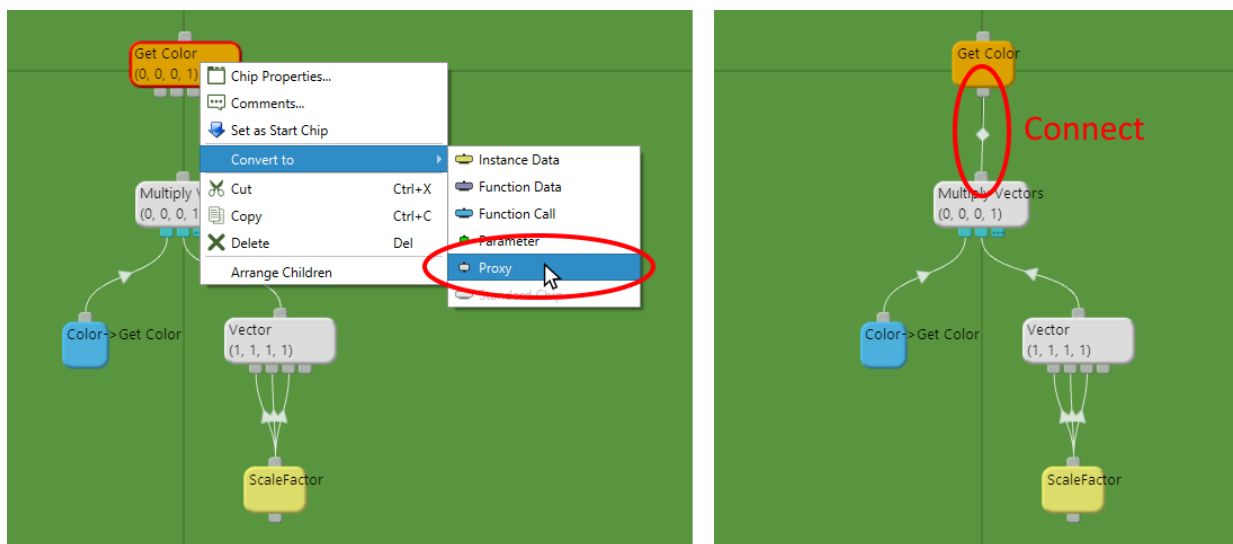 Get Color
(0, 0, 0, 1)
Chip Properties...
Comments...
Set as Start Chip
Convert to
Cut Ctrl+X
Copy Ctrl+C
Delete Del
Arrange Children
Instance Data
Function Data
Function Call
Parameter
Proxy
Standard Chip
Multiply V
(0, 0, 0, 1
Color->Get Color
Vector
(1, 1, 1, 1)
ScaleFactor
Get Color
Connect
Multiply Vectors
(0, 0, 0, 1)
Color->Get Color
Vector
(1, 1, 1, 1)
ScaleFactor